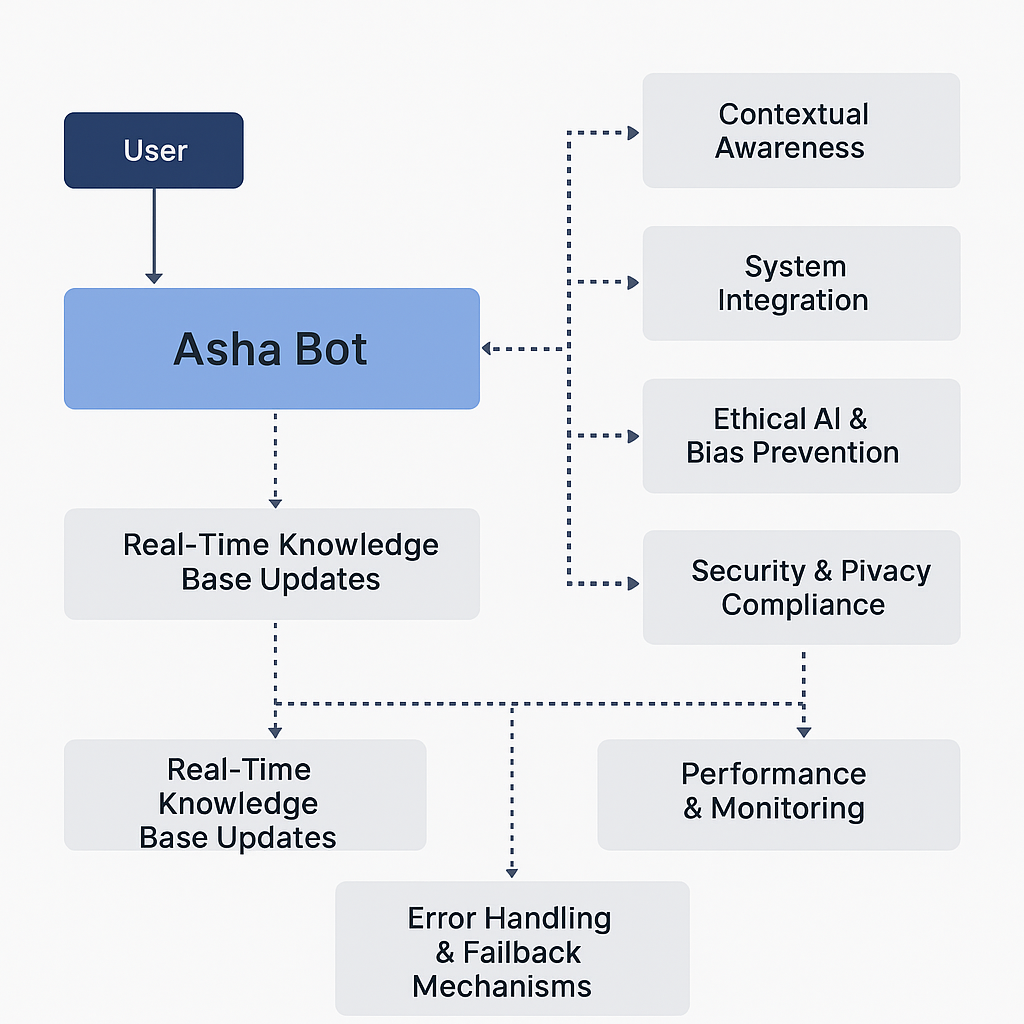 User
Asha Bot
Contextual
Awareness
System
Integration
Ethical AI &
Bias Prevention
Security & Pivacy
Compliance
Real-Time Knowledge
Base Updates
Real-Time
Knowledge
Base Updates
Performance
& Monitoring
Error Handling
& Failback
Mechanisms